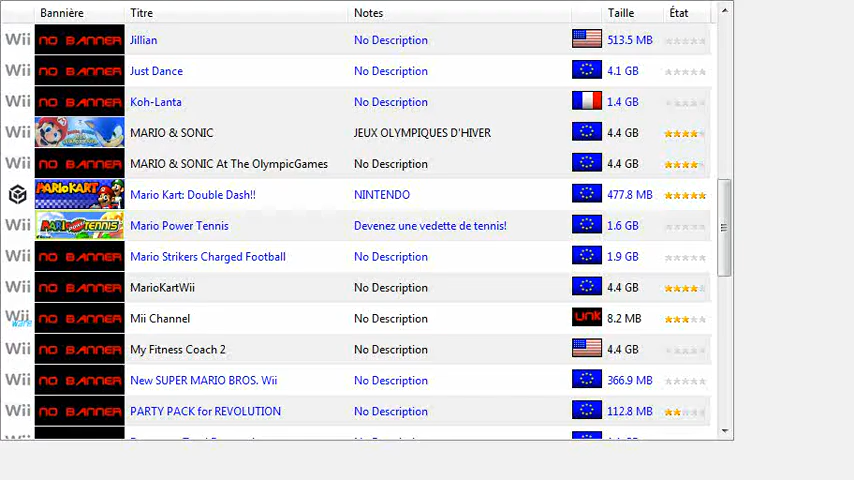 Bannière Titre Notes Taille État
Wii NO BANNER Jillian No Description 513.5 MB
Wii NO BANNER Just Dance No Description 4.1 GB
Wii NO BANNER Koh-Lanta No Description 1.4 GB
Wii MARIO & SONIC JEUX OLYMPIQUES D'HIVER 4.4 GB
Wii NO BANNER MARIO & SONIC At The OlympicGames No Description 4.4 GB
MARIOKART Mario Kart: Double Dash!! NINTENDO 477.8 MB
Wii MARIO POWER TENNIS Mario Power Tennis Devenez une vedette de tennis! 1.6 GB
Wii NO BANNER Mario Strikers Charged Football No Description 1.9 GB
Wii NO BANNER MarioKartWii No Description 4.4 GB
Wii Ware NO BANNER Mii Channel No Description UNK 8.2 MB
Wii NO BANNER My Fitness Coach 2 No Description 4.4 GB
Wii NO BANNER New SUPER MARIO BROS. Wii No Description 366.9 MB
Wii NO BANNER PARTY PACK for REVOLUTION No Description 112.8 MB